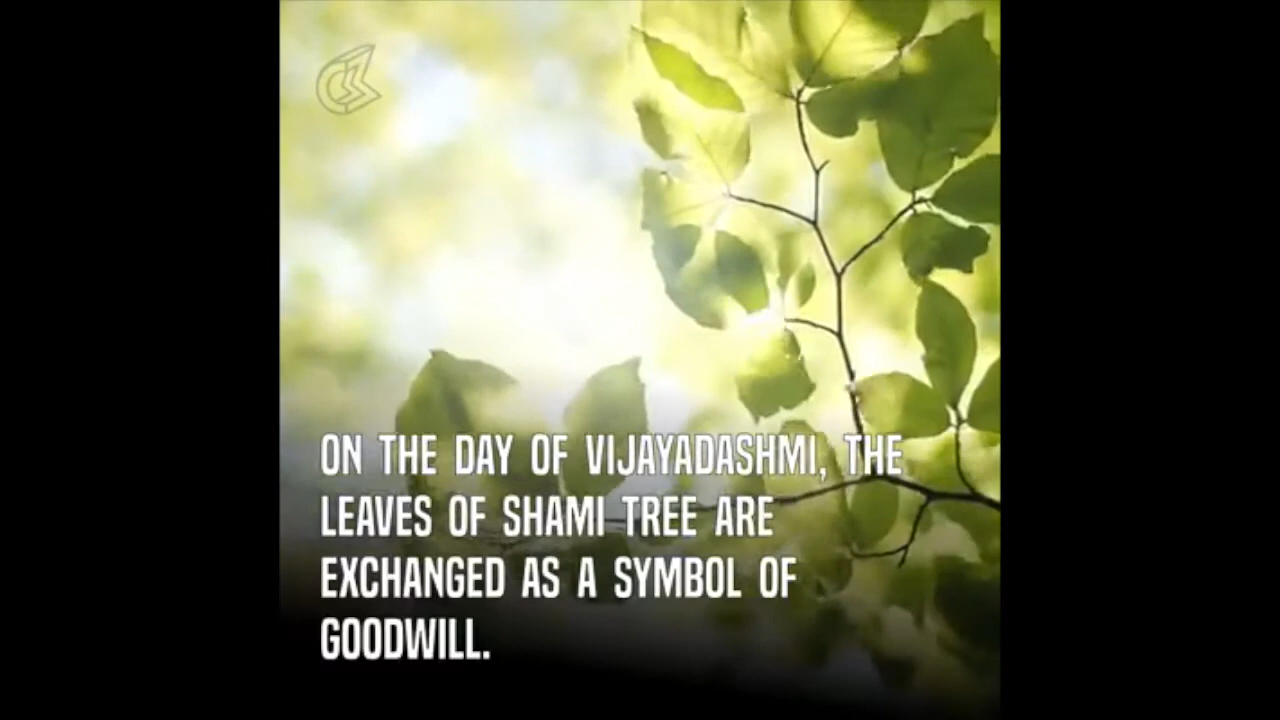 ON THE DAY OF VIJAYADASHMI, THE
LEAVES OF SHAMI TREE ARE
EXCHANGED AS A SYMBOL OF
GOODWILL.